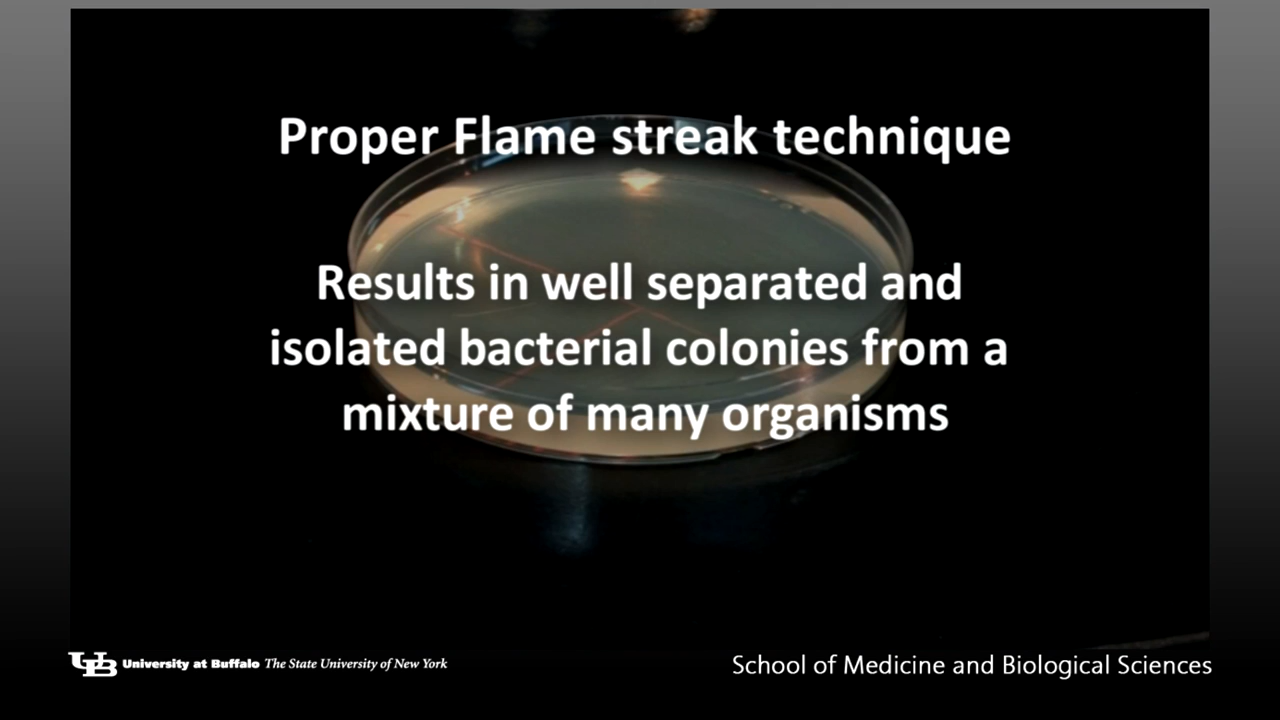 Proper Flame streak technique
Results in well separated and
isolated bacterial colonies from a
mixture of many organisms
UB University at Buffalo The State University of New York
School of Medicine and Biological Sciences